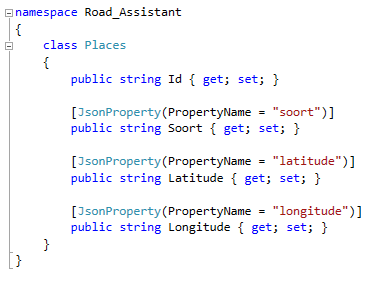 namespace Road_Assistant
{
    class Places
    {
        public string Id { get; set; }

        [JsonProperty(PropertyName = "soort")]
        public string Soort { get; set; }

        [JsonProperty(PropertyName = "latitude")]
        public string Latitude { get; set; }

        [JsonProperty(PropertyName = "longitude")]
        public string Longitude { get; set; }
    }
}